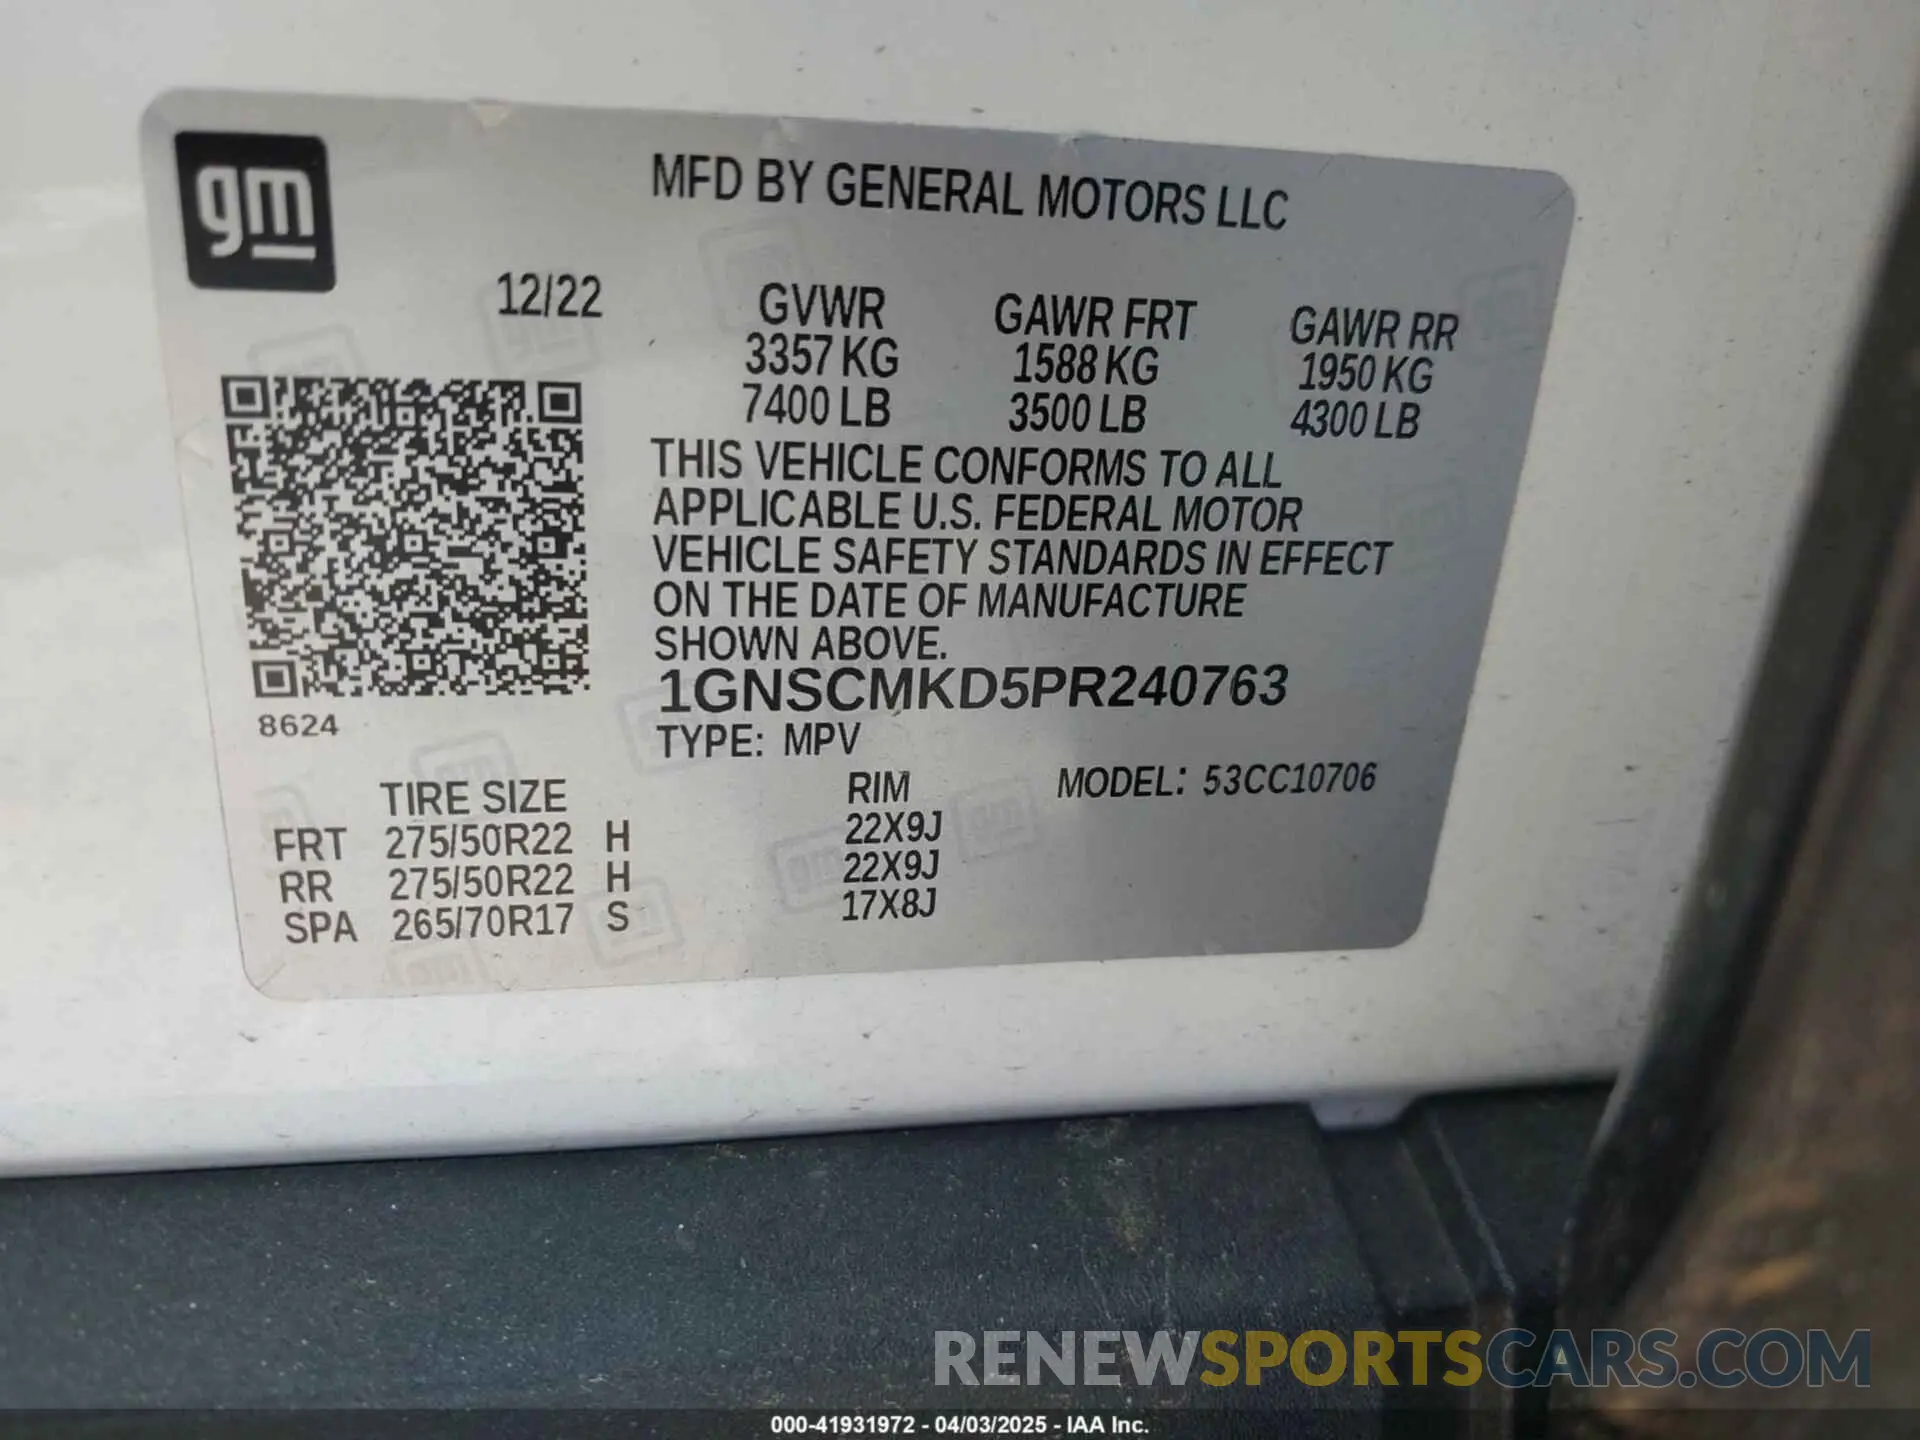 gm
MFD BY GENERAL MOTORS LLC
12/22
GVWR GAWR FRT GAWR RR
3357 KG 1588 KG 1950 KG
7400 LB 3500 LB 4300 LB
THIS VEHICLE CONFORMS TO ALL
APPLICABLE U.S. FEDERAL MOTOR
VEHICLE SAFETY STANDARDS IN EFFECT
ON THE DATE OF MANUFACTURE
SHOWN ABOVE.
1GNSCMKD5PR240763
8624
TYPE: MPV
TIRE SIZE RIM MODEL: 53CC10706
FRT 275/50R22 H 22X9J
RR 275/50R22 H 22X9J
SPA 265/70R17 S 17X8J
RENEWSPORTSCARS.COM
000-41931972 - 04/03/2025 - IAA Inc.